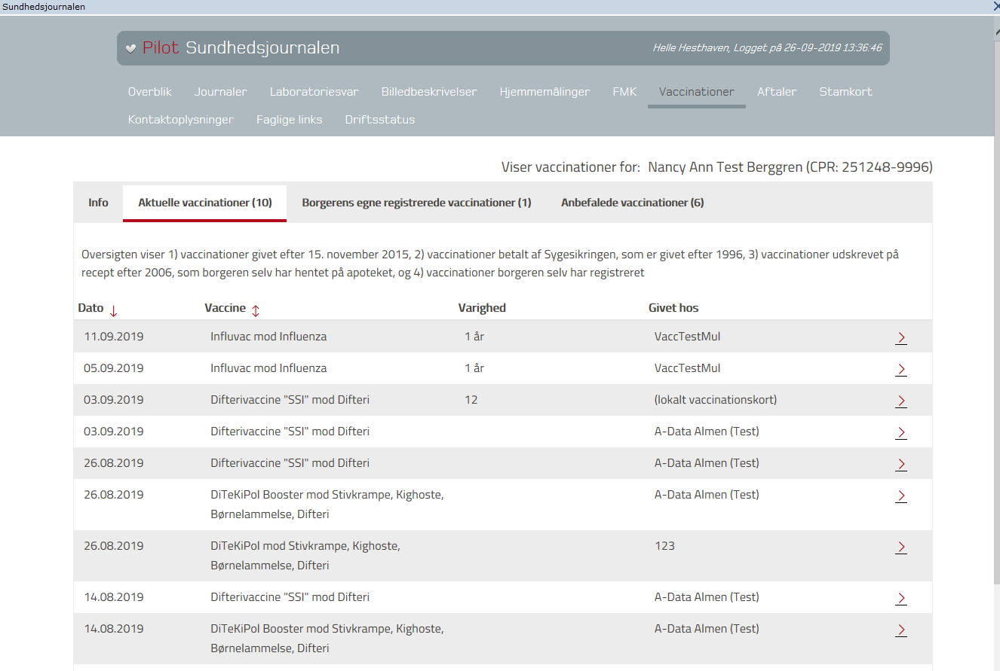 Sundhedsjournalen
Pilot Sundhedsjournalen
Helle Hesthaven, Logget på 26-09-2019 13:36:46
Overblik Journaler Laboratoriesvar Billedbeskrivelser Hjemmemålinger FMK Vaccinationer Aftaler Stamkort
Kontaktoplysninger Faglige links Driftsstatus
Viser vaccinationer for: Nancy Ann Test Berggren (CPR: 251248-9996)
Info Aktuelle vaccinationer (10) Borgerens egne registrerede vaccinationer (1) Anbefalede vaccinationer (6)
Oversigten viser 1) vaccinationer givet efter 15. november 2015, 2) vaccinationer betalt af Sygesikringen, som er givet efter 1996, 3) vaccinationer udskrevet på
recept efter 2006, som borgeren selv har hentet på apoteket, og 4) vaccinationer borgeren selv har registreret
Dato Vaccine Varighed Givet hos
11.09.2019 Influvac mod Influenza 1 år VaccTestMul
05.09.2019 Influvac mod Influenza 1 år VaccTestMul
03.09.2019 Difterivaccine "SSI" mod Difteri 12 (lokalt vaccinationskort)
03.09.2019 Difterivaccine "SSI" mod Difteri A-Data Almen (Test)
26.08.2019 Difterivaccine "SSI" mod Difteri A-Data Almen (Test)
26.08.2019 DiTeKiPol Booster mod Stivkrampe, Kighoste, A-Data Almen (Test)
Børnelammelse, Difteri
26.08.2019 DiTeKiPol mod Stivkrampe, Kighoste, 123
Børnelammelse, Difteri
14.08.2019 Difterivaccine "SSI" mod Difteri A-Data Almen (Test)
14.08.2019 DiTeKiPol Booster mod Stivkrampe, Kighoste, A-Data Almen (Test)
Børnelammelse, Difteri